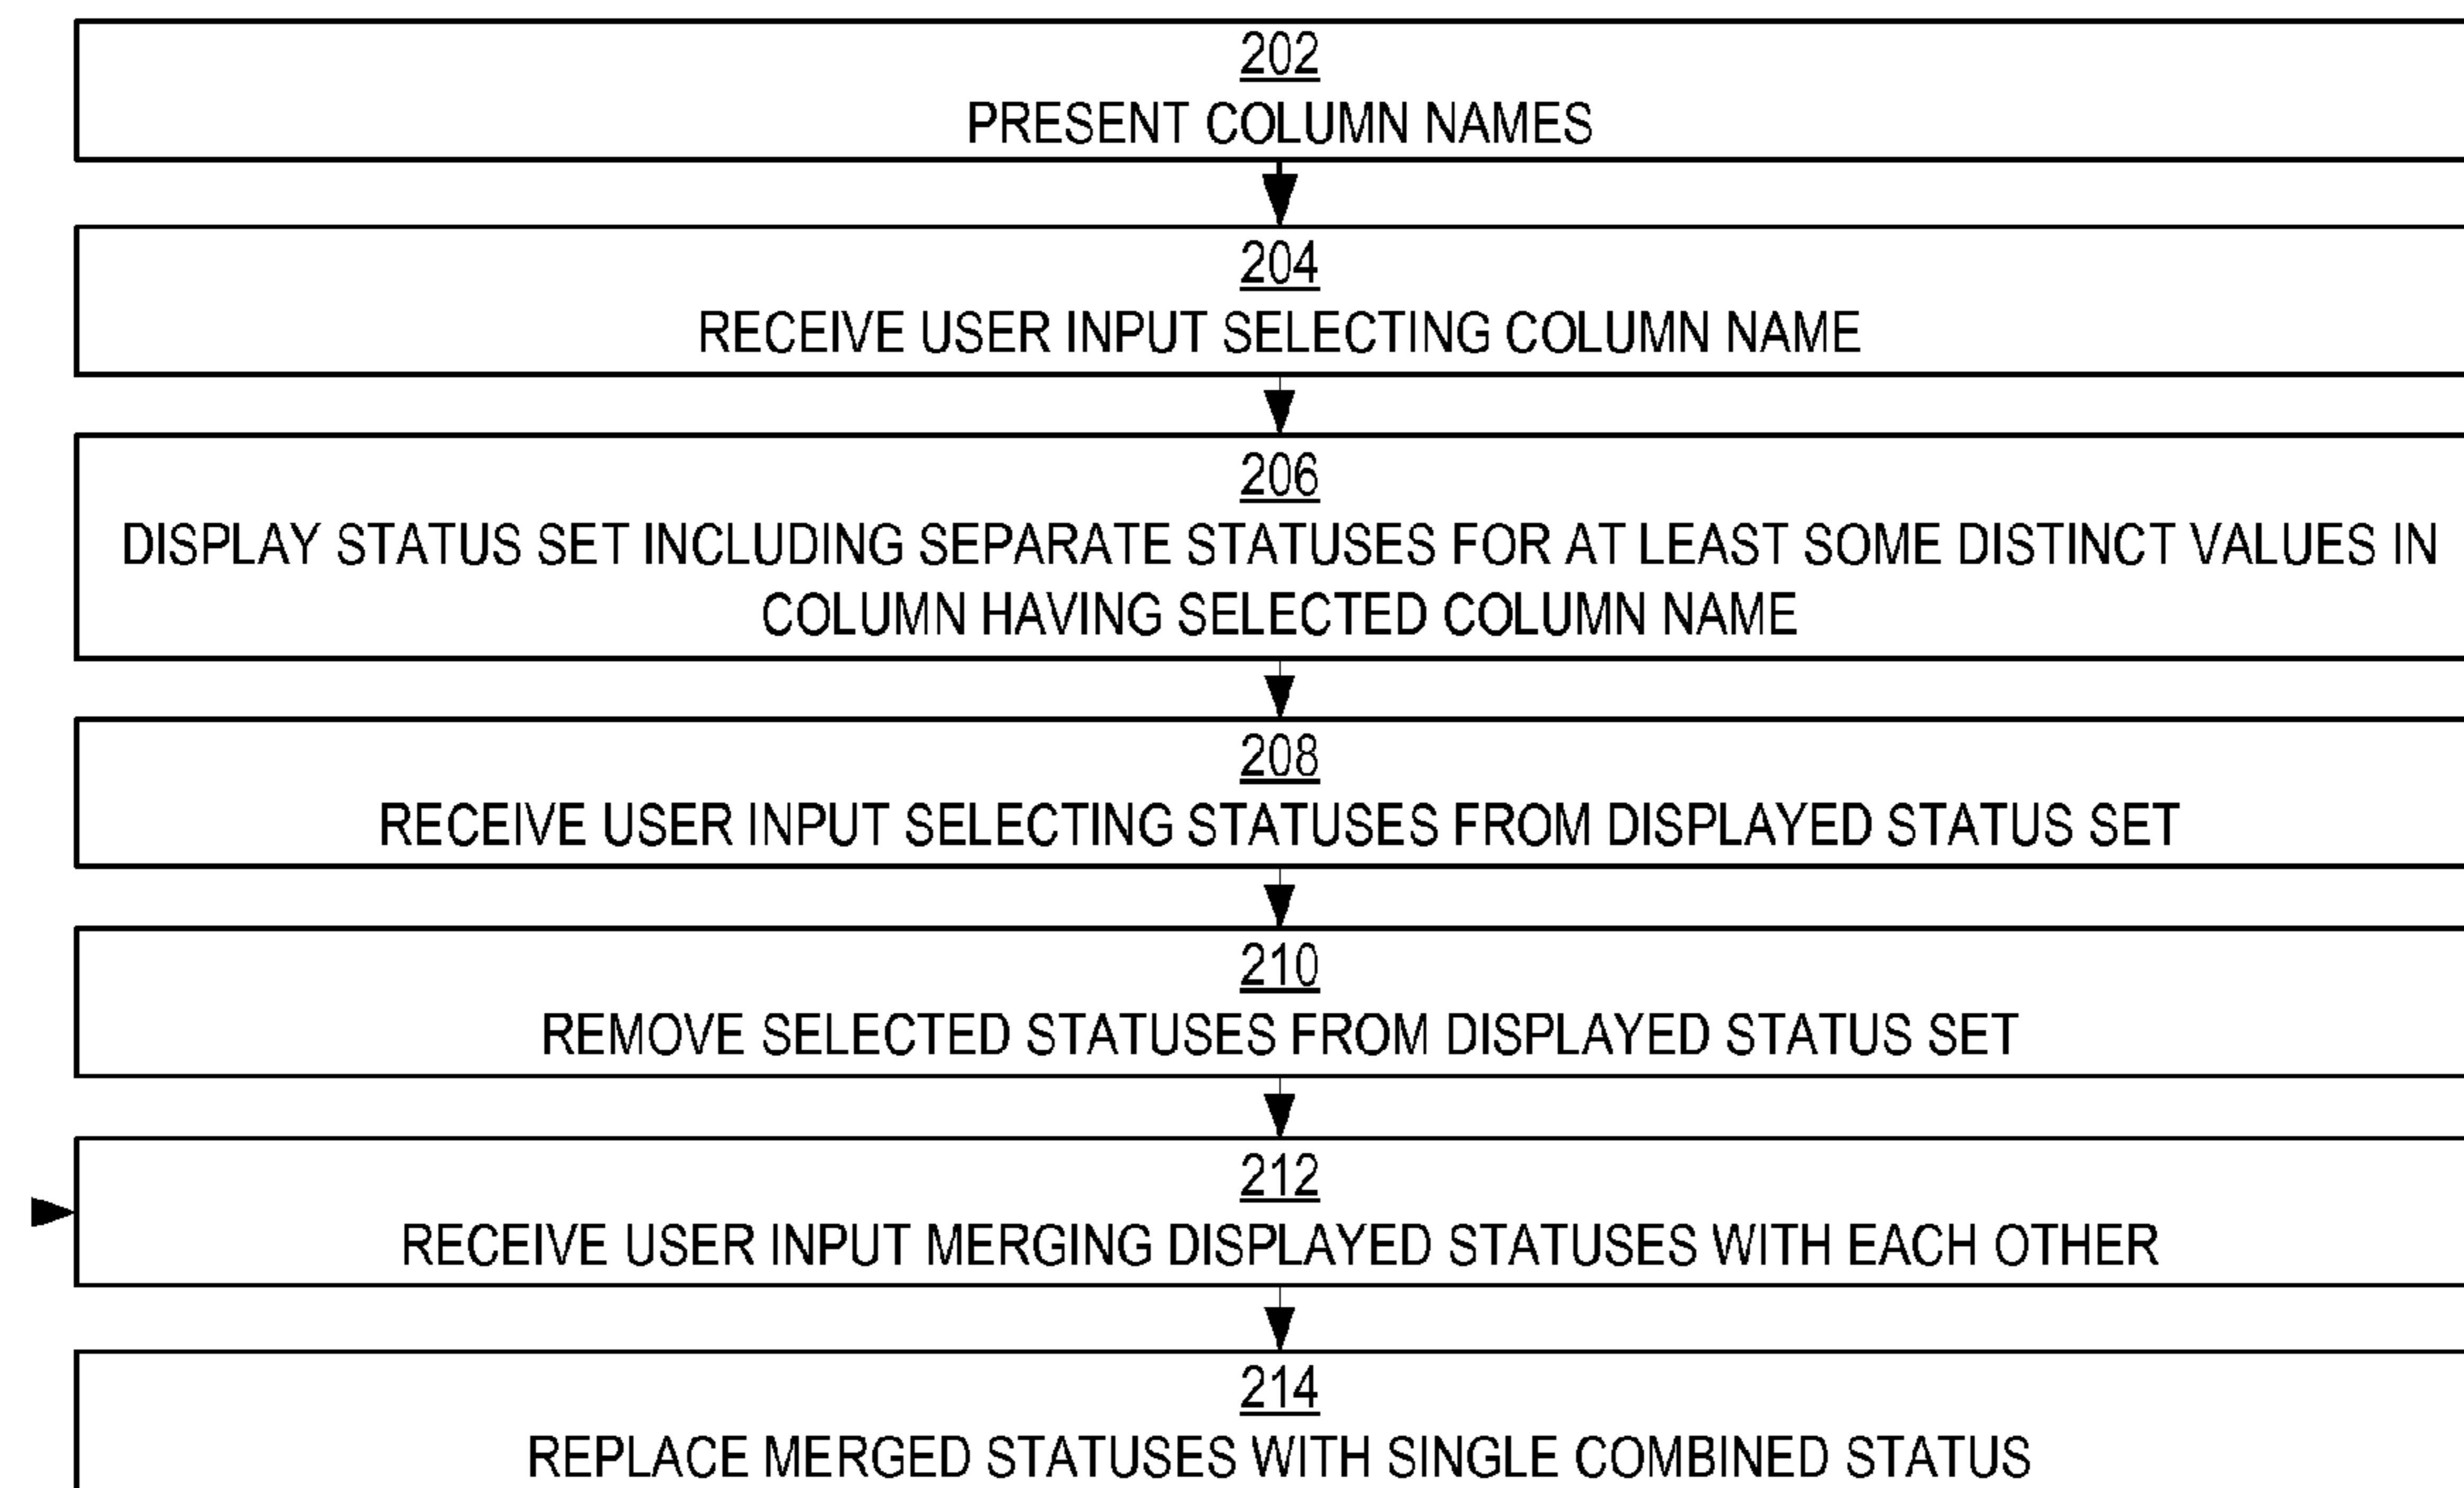 202
PRESENT COLUMN NAMES
204
RECEIVE USER INPUT SELECTING COLUMN NAME
206
DISPLAY STATUS SET INCLUDING SEPARATE STATUSES FOR AT LEAST SOME DISTINCT VALUES IN
COLUMN HAVING SELECTED COLUMN NAME
208
RECEIVE USER INPUT SELECTING STATUSES FROM DISPLAYED STATUS SET
210
REMOVE SELECTED STATUSES FROM DISPLAYED STATUS SET
212
RECEIVE USER INPUT MERGING DISPLAYED STATUSES WITH EACH OTHER
214
REPLACE MERGED STATUSES WITH SINGLE COMBINED STATUS